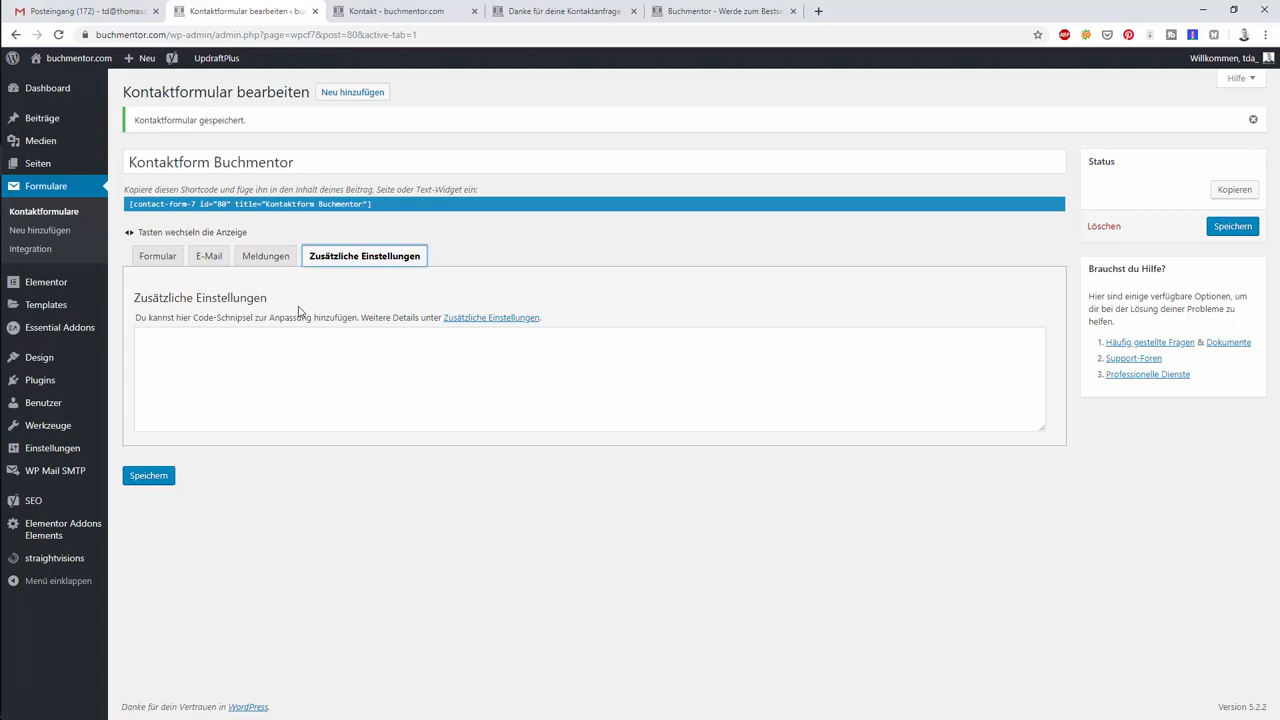 Posteingang (172) - td@thomas
Kontaktformular bearbeiten ‹ bu
Kontakt - buchmentor.com
Danke für deine Kontaktanfrage
Buchmentor - Werde zum Bestse
buchmentor.com/wp-admin/admin.php?page=wpcf7&post=80&active-tab=1
buchmentor.com
Neu
UpdraftPlus
Willkommen, tda_
Hilfe
Dashboard
Beiträge
Medien
Seiten
Formulare
Kontaktformulare
Neu hinzufügen
Integration
Elementor
Templates
Essential Addons
Design
Plugins
Benutzer
Werkzeuge
Einstellungen
WP Mail SMTP
SEO
Elementor Addons
Elements
straightvisions
Menü einklappen
Kontaktformular bearbeiten
Neu hinzufügen
Kontaktformular gespeichert.
Kontaktform Buchmentor
Kopiere diesen Shortcode und füge ihn in den Inhalt deines Beitrag, Seite oder Text-Widget ein:
[contact-form-7 id="80" title="Kontaktform Buchmentor"]
Tasten wechseln die Anzeige
Formular
E-Mail
Meldungen
Zusätzliche Einstellungen
Zusätzliche Einstellungen
Du kannst hier Code-Schnipsel zur Anpassung hinzufügen. Weitere Details unter Zusätzliche Einstellungen.
Speichern
Status
Kopieren
Löschen
Speichern
Brauchst du Hilfe?
Hier sind einige verfügbare Optionen, um
dir bei der Lösung deiner Probleme zu
helfen.
1. Häufig gestellte Fragen & Dokumente
2. Support-Foren
3. Professionelle Dienste
Danke für dein Vertrauen in WordPress.
Version 5.2.2